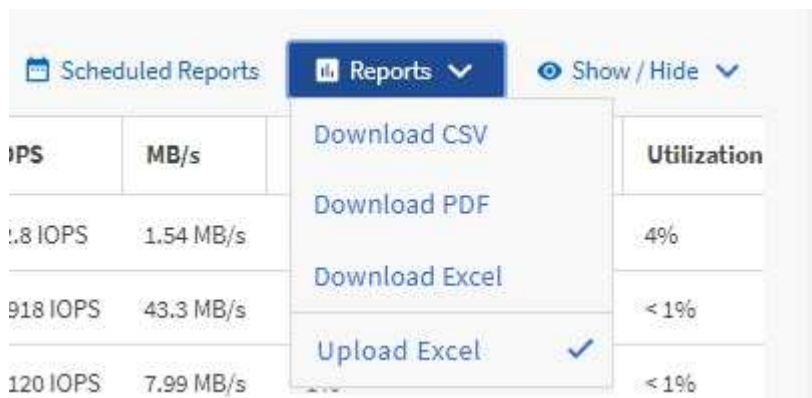 Scheduled Reports Reports Show / Hide
MB/s Utilization
Download CSV
1.54 MB/s 4%
Download PDF
Download Excel
918 IOPS 43.3 MB/s < 1%
Upload Excel
120 IOPS 7.99 MB/s < 1%